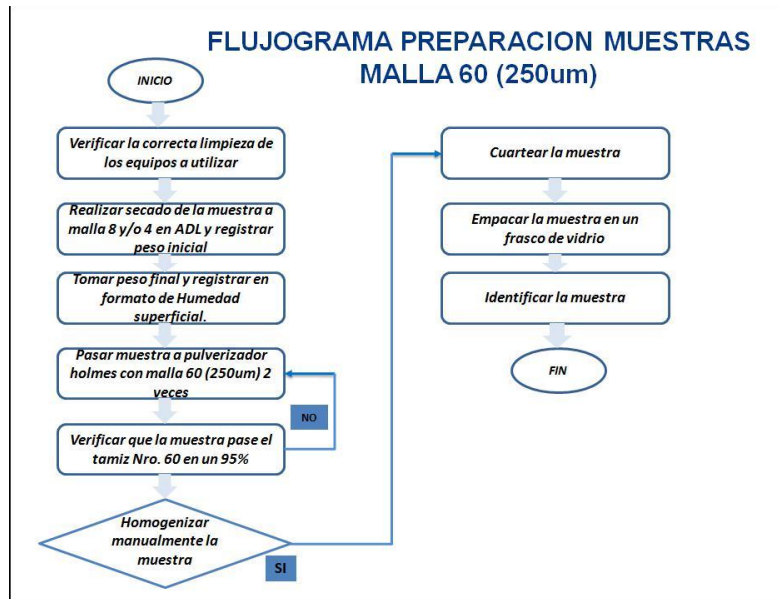 FLUJOGRAMA PREPARACION MUESTRAS
MALLA 60 (250um)
INICIO
Verificar la correcta limpieza de
los equipos a utilizar
Realizar secado de la muestra a
malla 8 y/o 4 en ADL y registrar
peso inicial
Tomar peso final y registrar en
formato de Humedad
superficial.
Pasar muestra a pulverizador
holmes con malla 60 (250um) 2
veces
NO
Verificar que la muestra pase el
tamiz Nro. 60 en un 95%
Homogenizar
manualmente la
muestra
SI
Cuartear la muestra
Empacar la muestra en un
frasco de vidrio
Identificar la muestra
FIN